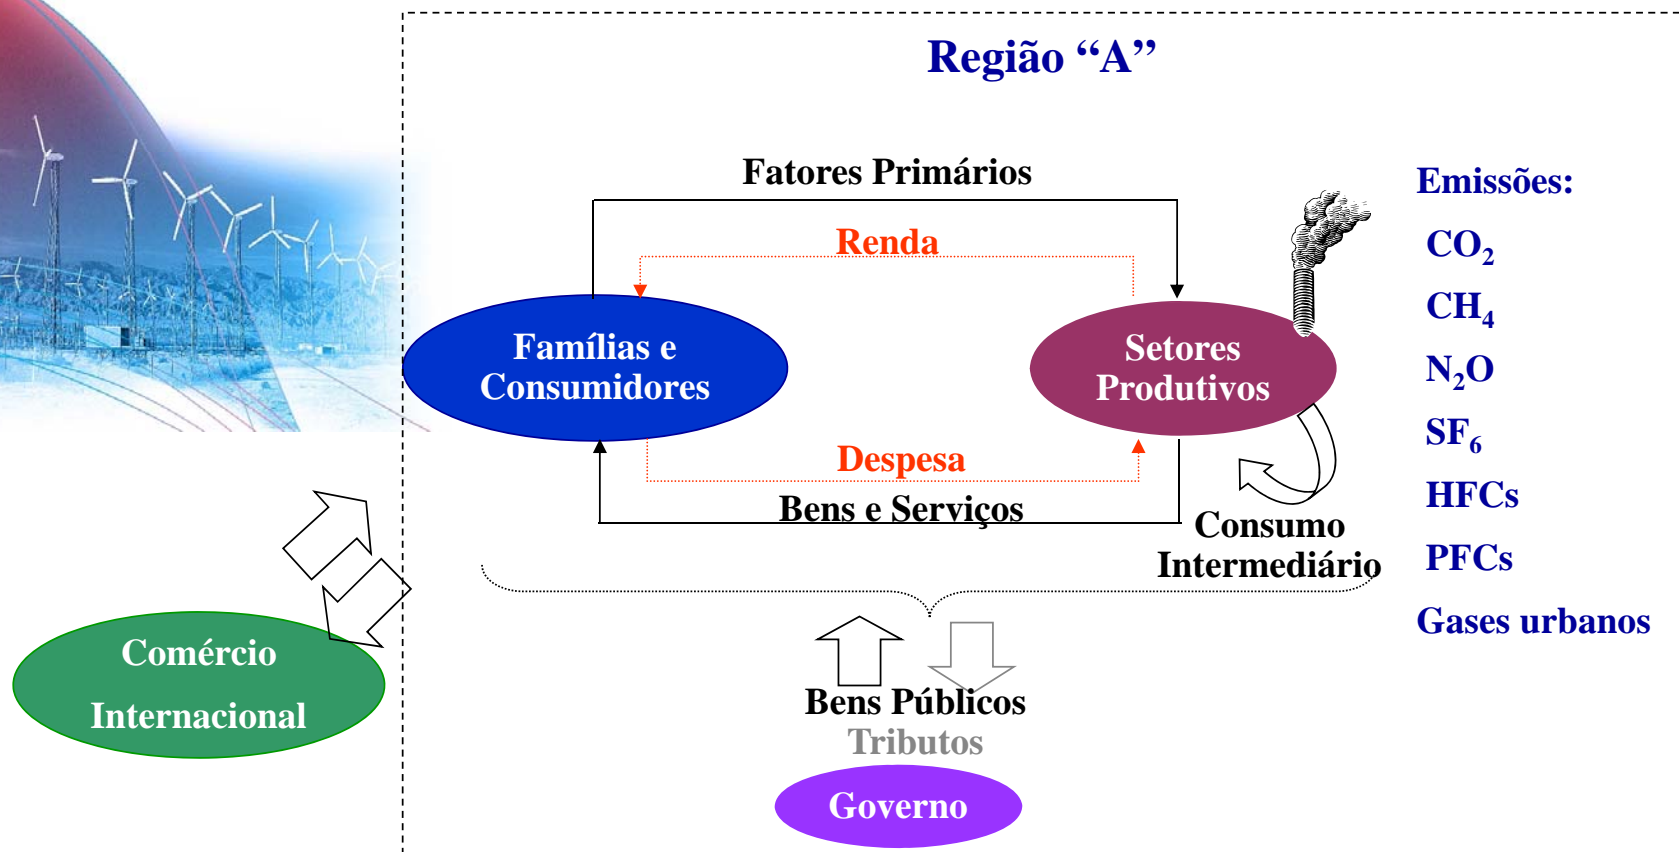 Região “A”
Fatores Primários
Renda
Famílias e
Consumidores
Setores
Produtivos
Despesa
Bens e Serviços
Consumo
Intermediário
Emissões:
CO₂
CH₄
N₂O
SF₆
HFCs
PFCs
Gases urbanos
Comércio
Internacional
Bens Públicos
Tributos
Governo